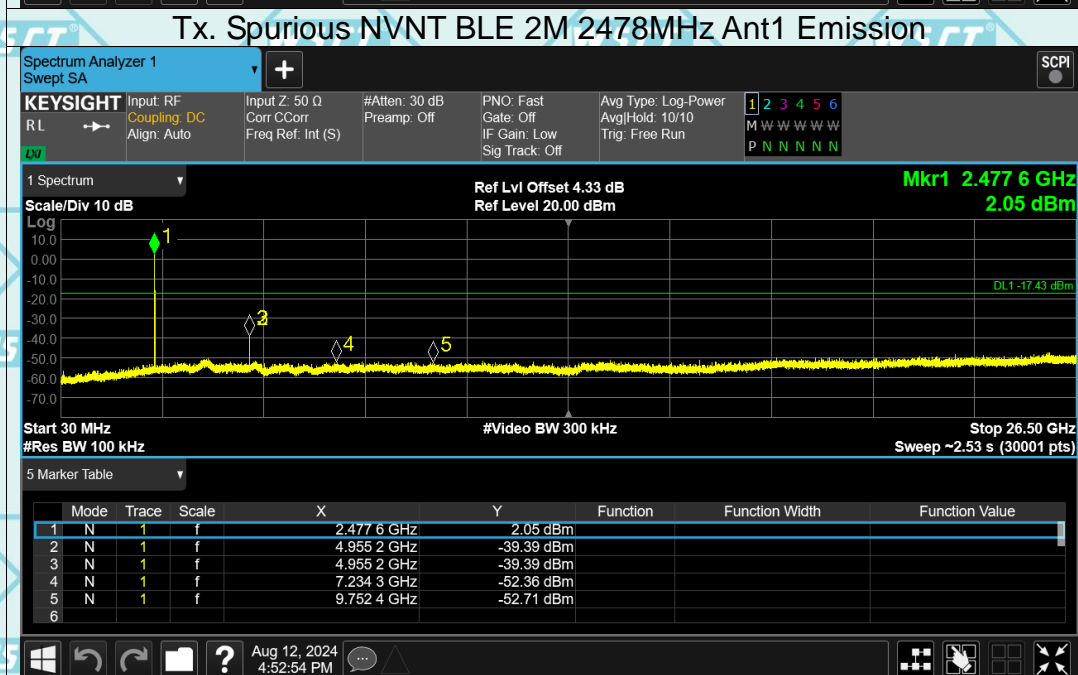 Tx. Spurious NVNT BLE 2M 2478MHz Ant1 Emission
Spectrum Analyzer 1
Swept SA
+
SCPI
KEYSIGHT
R L
LXI
Input: RF
Coupling: DC
Align: Auto
Input Z: 50 Ω
Corr CCorr
Freq Ref: Int (S)
#Atten: 30 dB
Preamp: Off
PNO: Fast
Gate: Off
IF Gain: Low
Sig Track: Off
Avg Type: Log-Power
Avg|Hold: 10/10
Trig: Free Run
1 2 3 4 5 6
M W W W W W
P N N N N N
1 Spectrum
Scale/Div 10 dB
Ref Lvl Offset 4.33 dB
Ref Level 20.00 dBm
Mkr1 2.477 6 GHz
2.05 dBm
Log
10.0
0.00
-10.0
-20.0
-30.0
-40.0
-50.0
-60.0
-70.0
1
3
4
5
DL1 -17.43 dBm
Start 30 MHz
#Res BW 100 kHz
#Video BW 300 kHz
Stop 26.50 GHz
Sweep ~2.53 s (30001 pts)
5 Marker Table
Mode Trace Scale X Y Function Function Width Function Value
1 N 1 f 2.477 6 GHz 2.05 dBm
2 N 1 f 4.955 2 GHz -39.39 dBm
3 N 1 f 4.955 2 GHz -39.39 dBm
4 N 1 f 7.234 3 GHz -52.36 dBm
5 N 1 f 9.752 4 GHz -52.71 dBm
6
?
Aug 12, 2024
4:52:54 PM